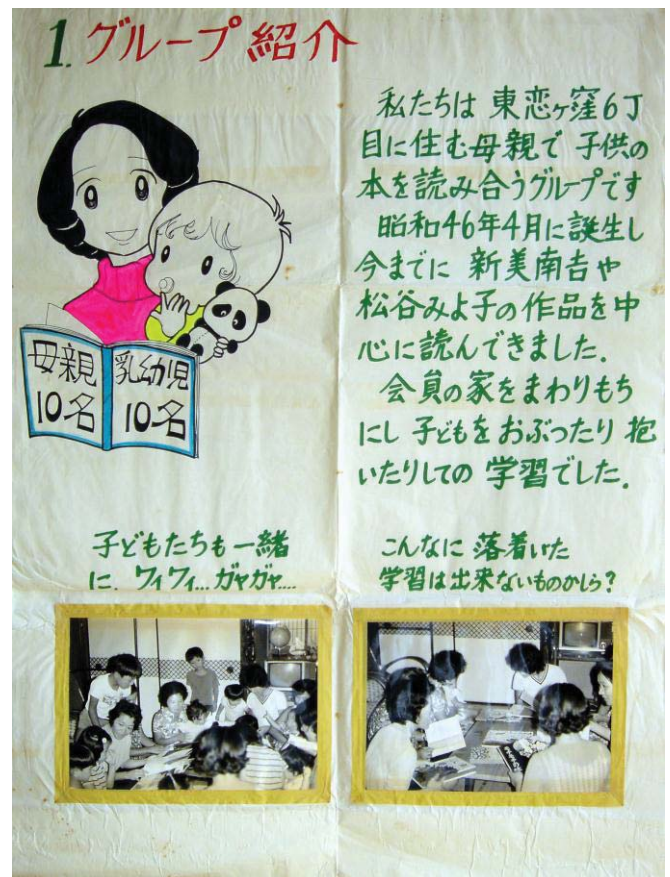 1. グループ紹介
私たちは 東恋ヶ窪6丁
目に住む母親で 子供の
本を読み合うグループです
昭和46年4月に誕生し
今までに 新美南吉や
松谷みよ子の作品を中
心に読んできました.
会員の家をまわりもち
にし 子どもを おぶったり 抱
いたりしての 学習でした.
母親
10名
乳幼児
10名
子どもたちも 一緒
に. ワイワイ...ガヤガヤ....
こんなに 落着いた
学習は出来ないものかしら?